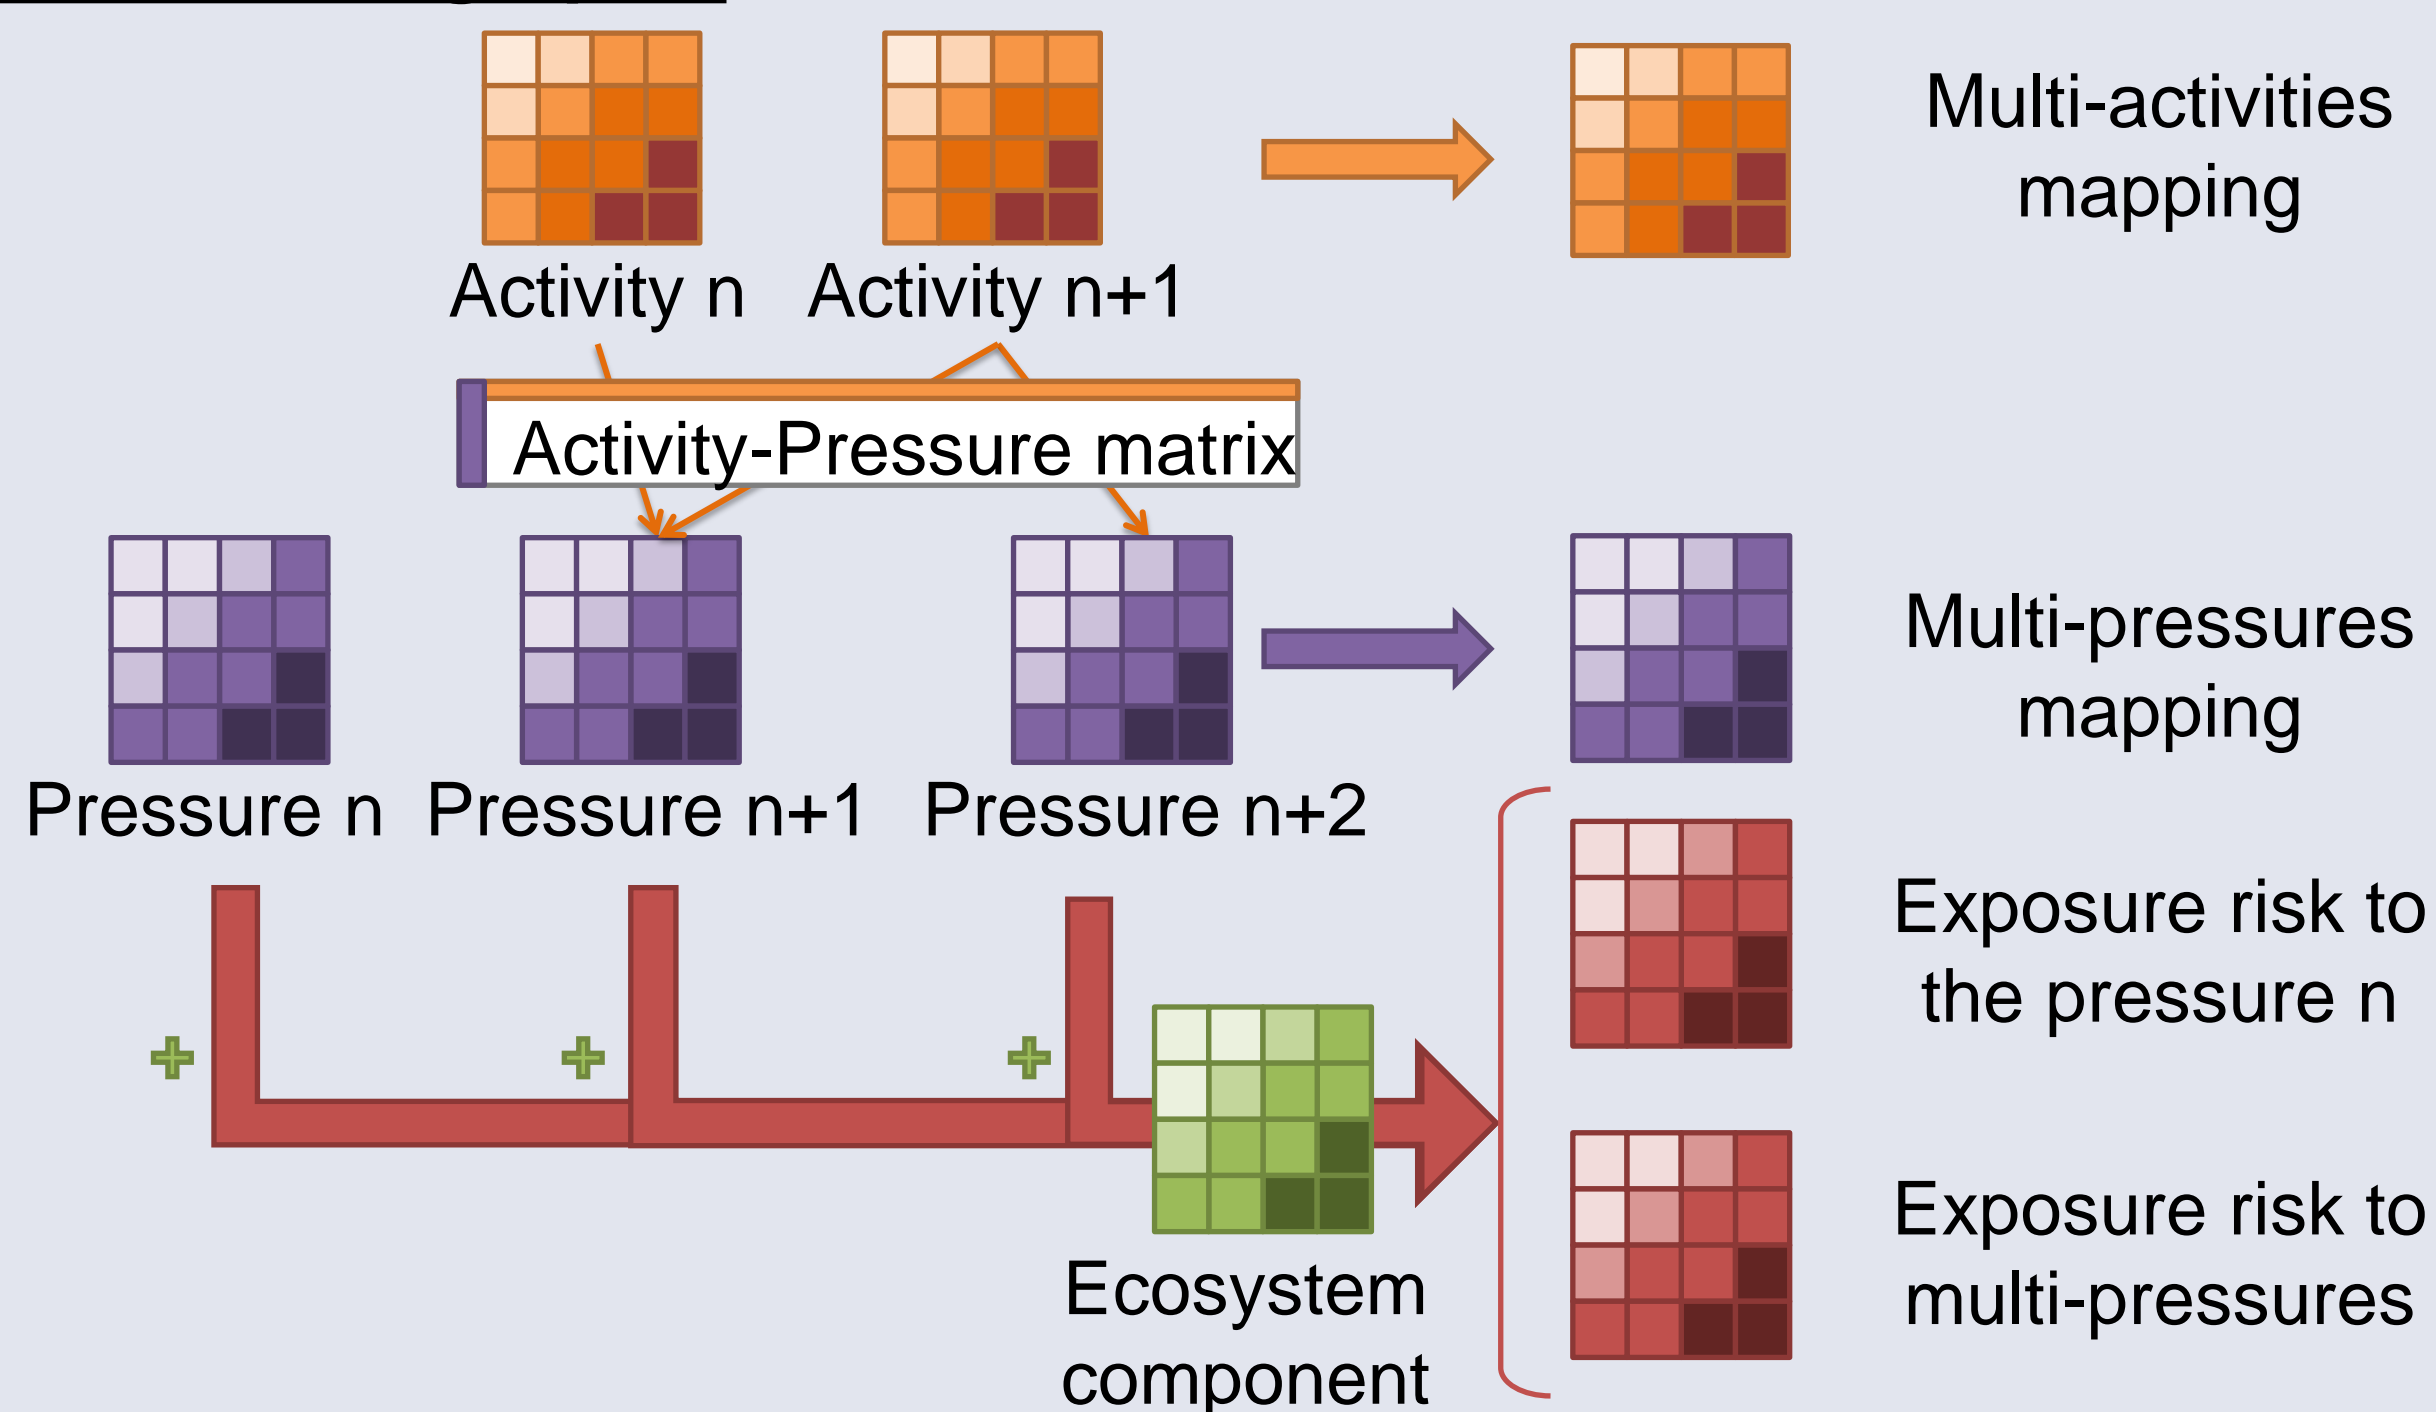 Multi-activities
mapping
Activity n
Activity n+1
Activity-Pressure matrix
Multi-pressures
mapping
Pressure n
Pressure n+1
Pressure n+2
Exposure risk to
the pressure n
Ecosystem
component
Exposure risk to
multi-pressures